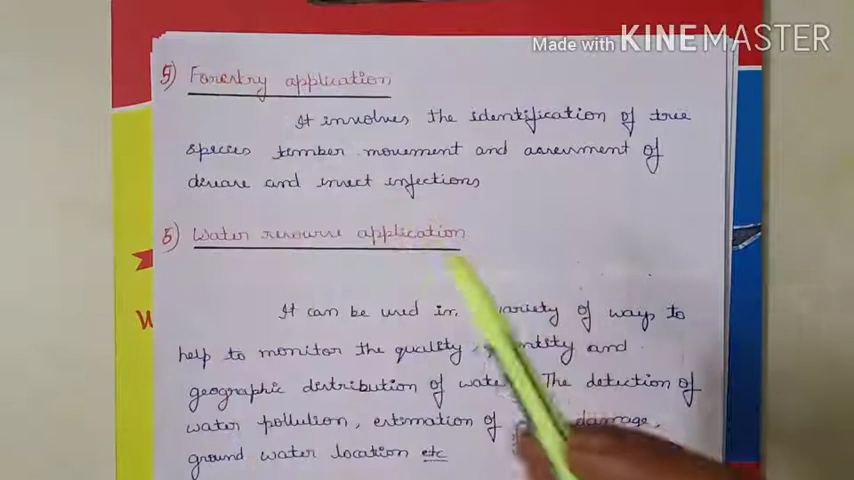 Made with KINEMASTER
5) Forestry application
It involves the identification of tree
species timber movement and assessment of
disease and insect infections
6) Water resource application
It can be used in variety of ways to
help to monitor the quality, quantity and
geographic distribution of water. The detection of
water pollution, estimation of damage,
ground water location etc
W
W